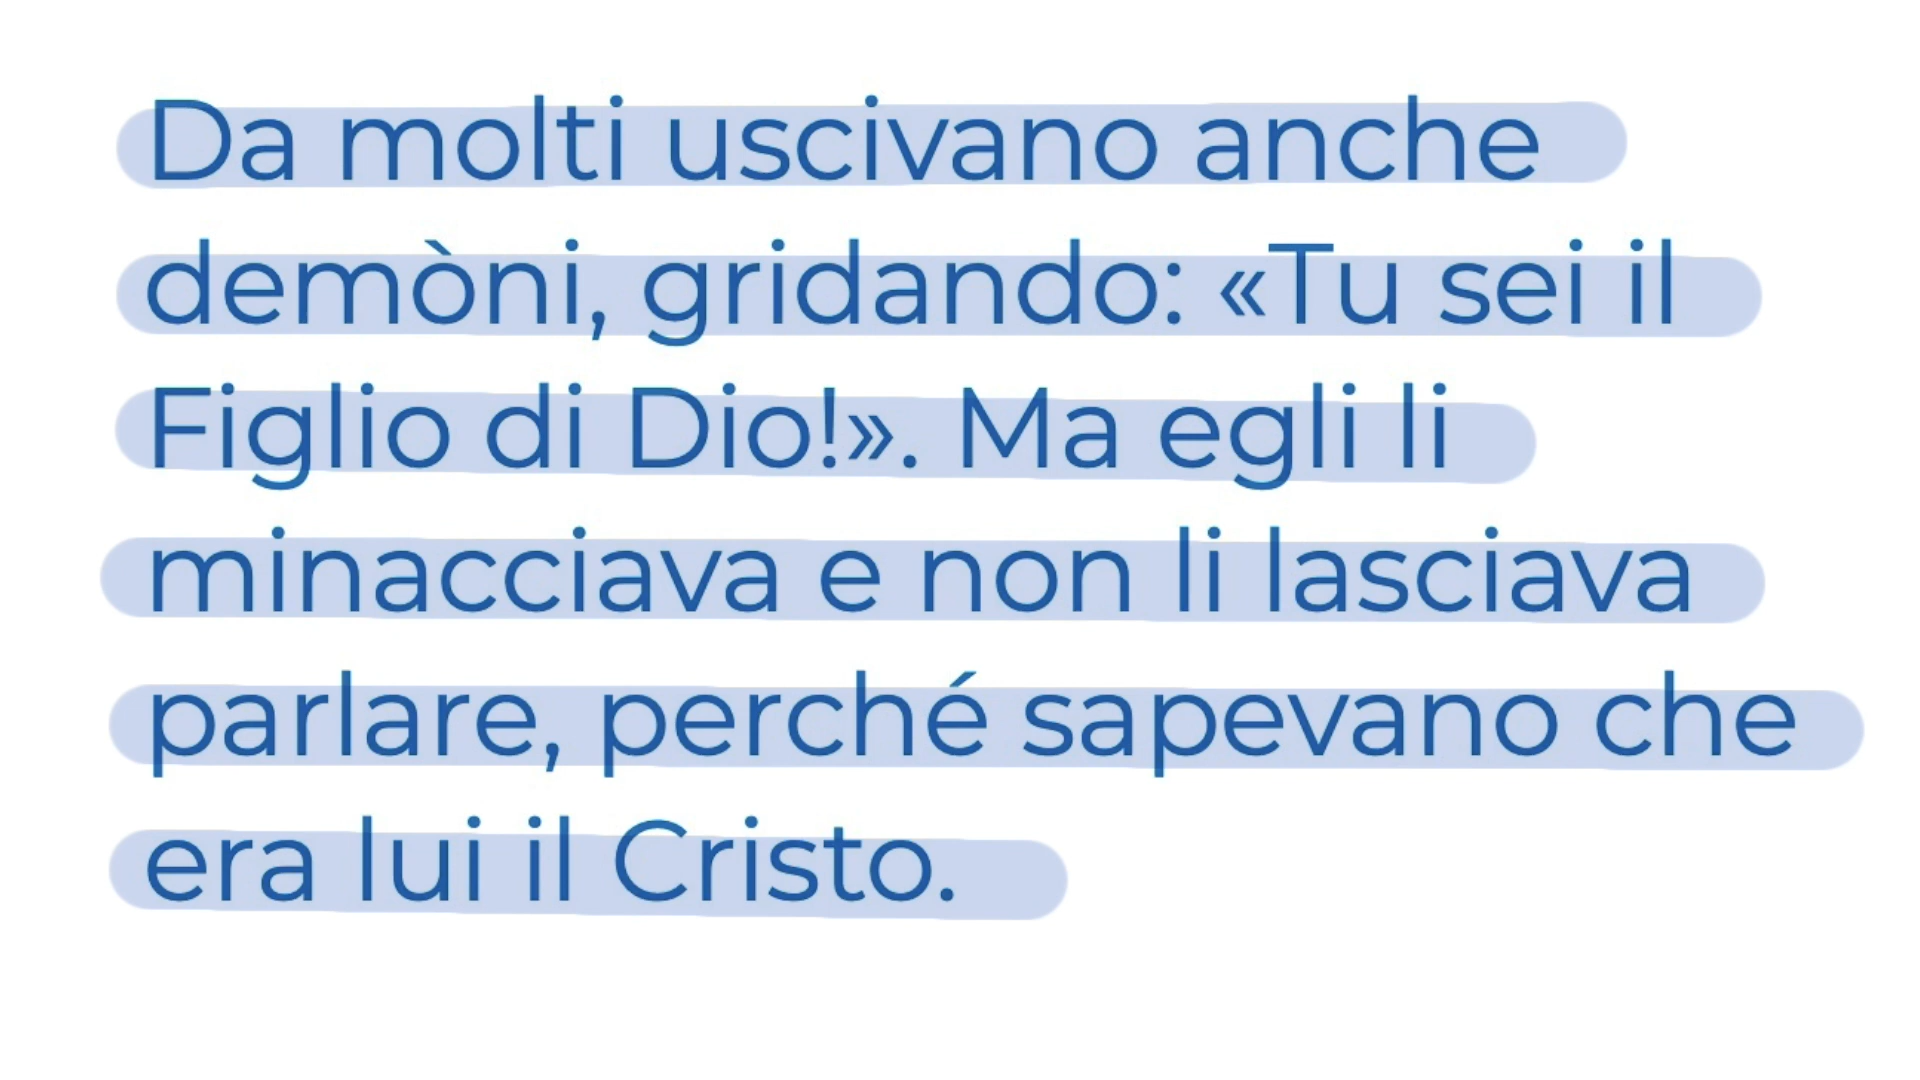 Da molti uscivano anche
demòni, gridando: «Tu sei il
Figlio di Dio!». Ma egli li
minacciava e non li lasciava
parlare, perché sapevano che
era lui il Cristo.